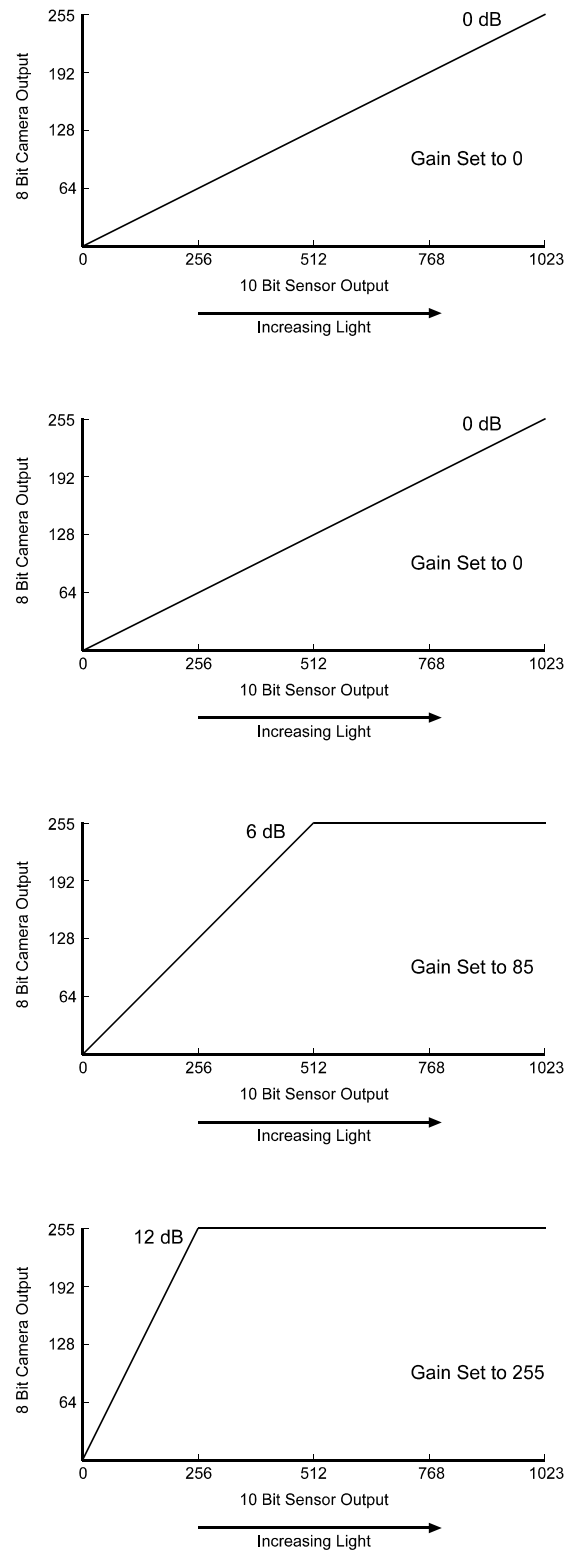 255
0 dB
192
128
Gain Set to 0
64
8 Bit Camera Output
0 256 512 768 1023
10 Bit Sensor Output
Increasing Light
255
0 dB
192
128
Gain Set to 0
64
8 Bit Camera Output
0 256 512 768 1023
10 Bit Sensor Output
Increasing Light
255
6 dB
192
128
Gain Set to 85
64
8 Bit Camera Output
0 256 512 768 1023
10 Bit Sensor Output
Increasing Light
255
12 dB
192
128
Gain Set to 255
64
8 Bit Camera Output
0 256 512 768 1023
10 Bit Sensor Output
Increasing Light